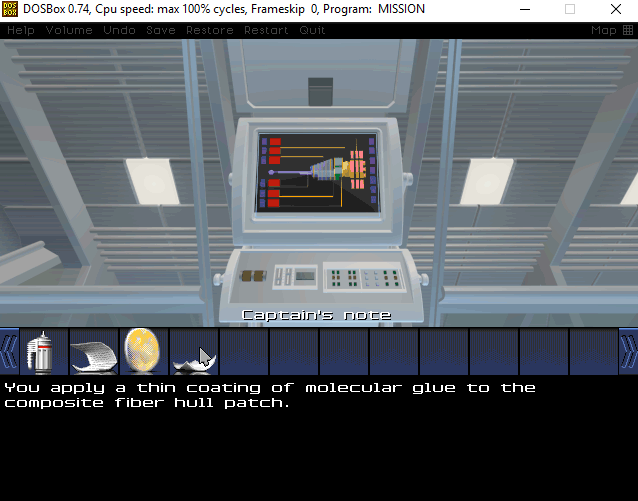 DOSBox 0.74, Cpu speed: max 100% cycles, Frameskip 0, Program: MISSION
Help Volume Undo Save Restore Restart Quit Map
Captain's note
You apply a thin coating of molecular glue to the
composite fiber hull patch.